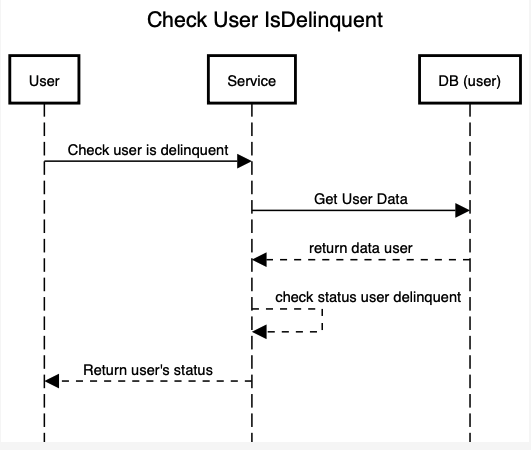 Check User IsDelinquent
User
Service
DB (user)
Check user is delinquent
Get User Data
return data user
check status user delinquent
Return user's status